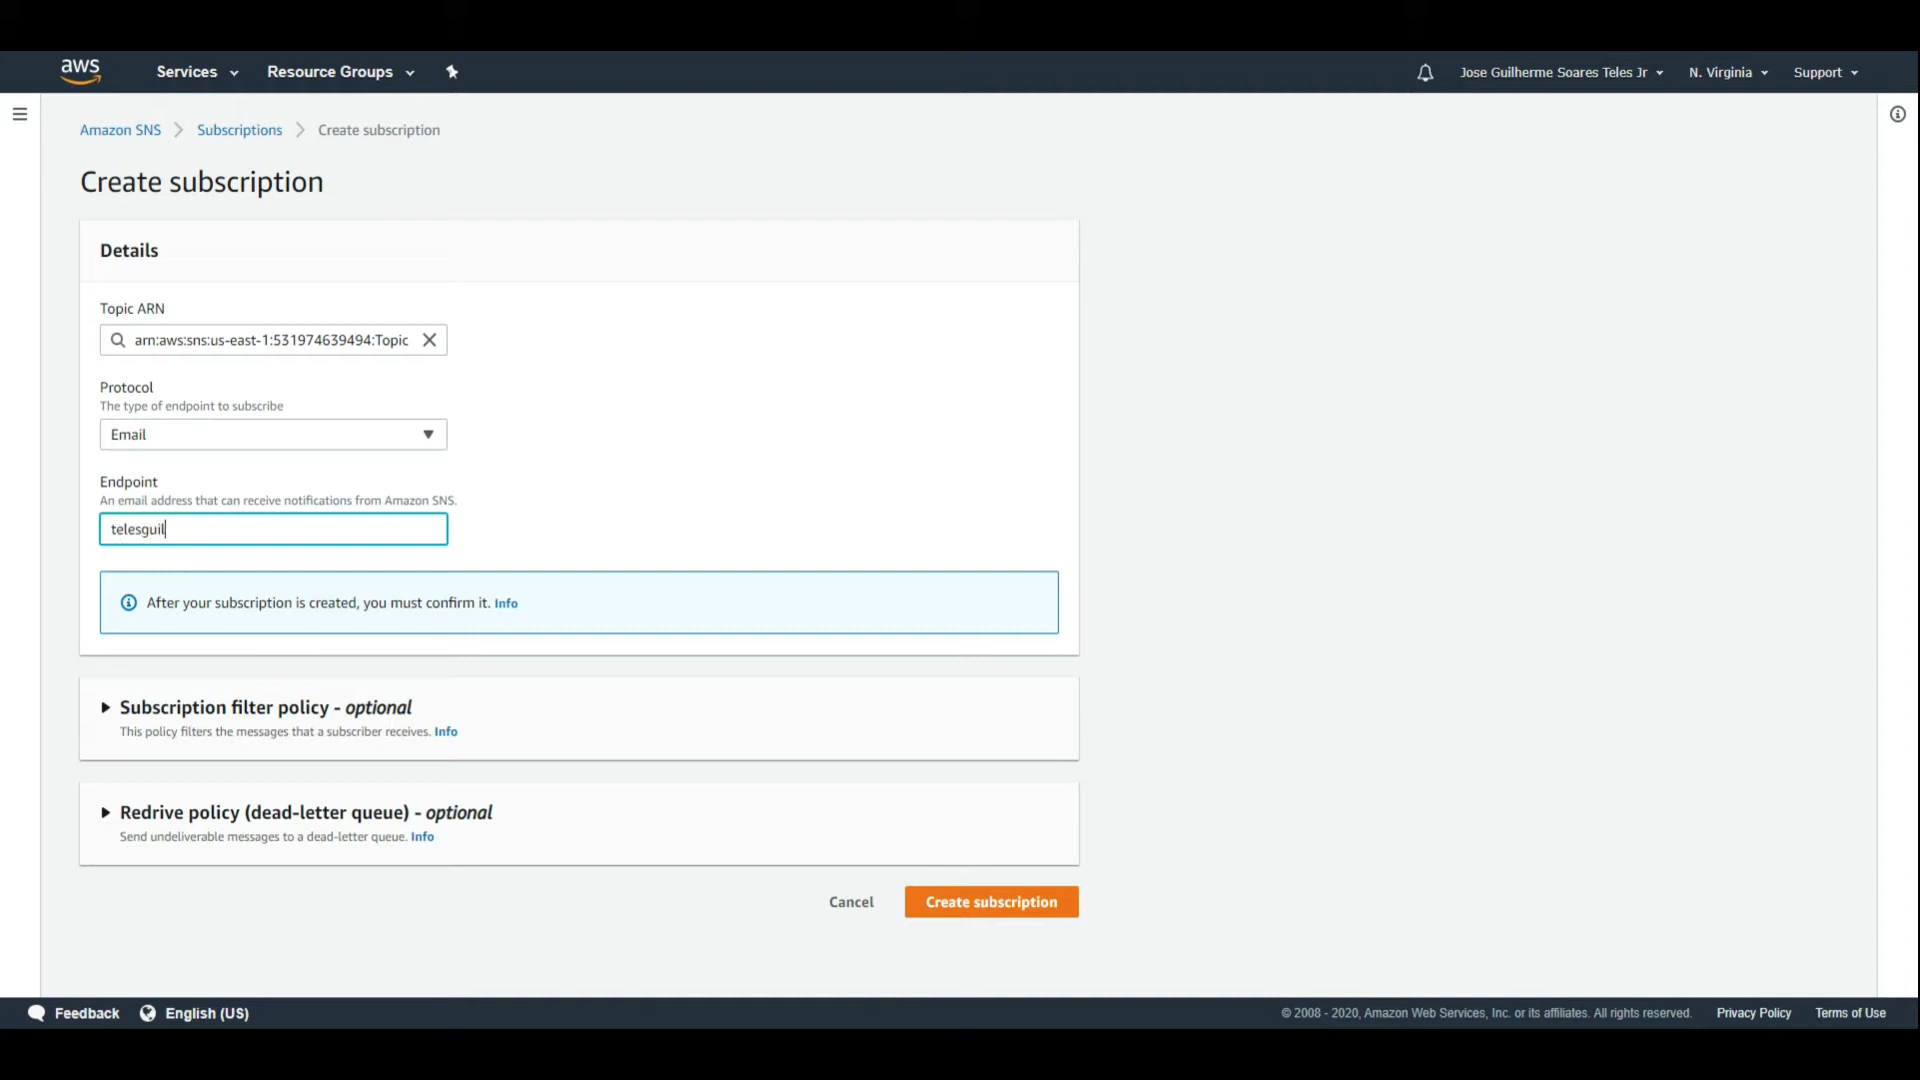 aws
Services
Resource Groups
Jose Guilherme Soares Teles Jr
N. Virginia
Support
Amazon SNS
Subscriptions
Create subscription
Create subscription
Details
Topic ARN
arn:aws:sns:us-east-1:531974639494:Topic
Protocol
The type of endpoint to subscribe
Email
Endpoint
An email address that can receive notifications from Amazon SNS.
telesguil
After your subscription is created, you must confirm it. Info
Subscription filter policy - optional
This policy filters the messages that a subscriber receives. Info
Redrive policy (dead-letter queue) - optional
Send undeliverable messages to a dead-letter queue. Info
Cancel
Create subscription
Feedback
English (US)
© 2008 - 2020, Amazon Web Services, Inc. or its affiliates. All rights reserved.
Privacy Policy
Terms of Use